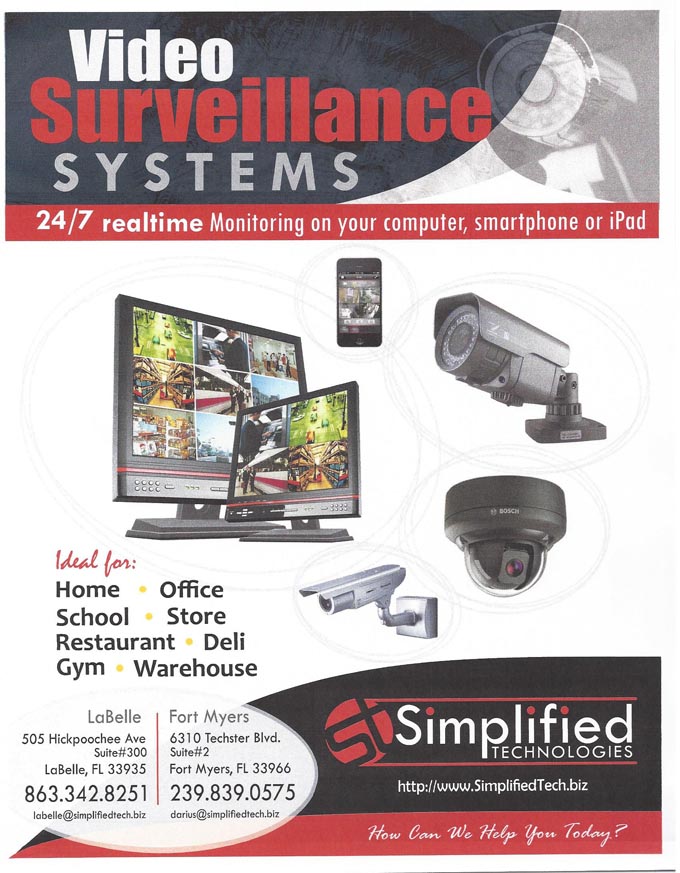 Video
Surveillance
SYSTEMS
24/7 realtime Monitoring on your computer, smartphone or iPad
BOSCH
Ideal for:
Home • Office
School • Store
Restaurant • Deli
Gym • Warehouse
LaBelle
505 Hickpoochee Ave
Suite#300
LaBelle, FL 33935
863.342.8251
labelle@simplifiedtech.biz
Fort Myers
6310 Techster Blvd.
Suite#2
Fort Myers, FL 33966
239.839.0575
darius@simplifiedtech.biz
st Simplified
TECHNOLOGIES
http://www.SimplifiedTech.biz
How Can We Help You Today?